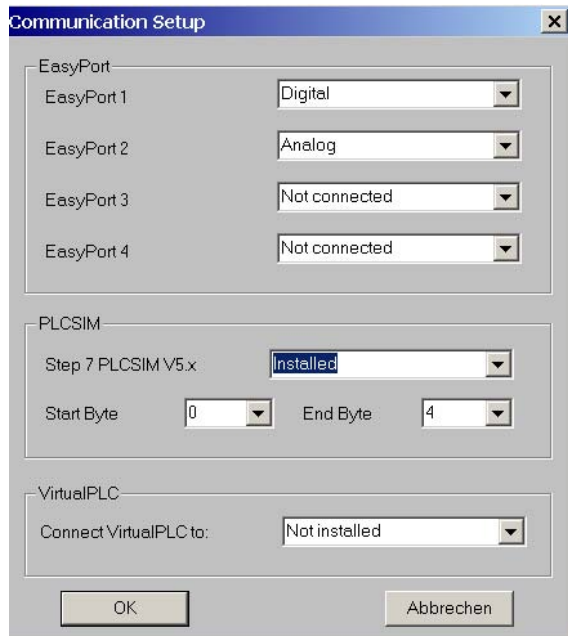 Communication Setup
EasyPort
EasyPort 1 Digital
EasyPort 2 Analog
EasyPort 3 Not connected
EasyPort 4 Not connected
PLCSIM
Step 7 PLCSIM V5.x Installed
Start Byte 0 End Byte 4
VirtualPLC
Connect VirtualPLC to: Not installed
OK Abbrechen